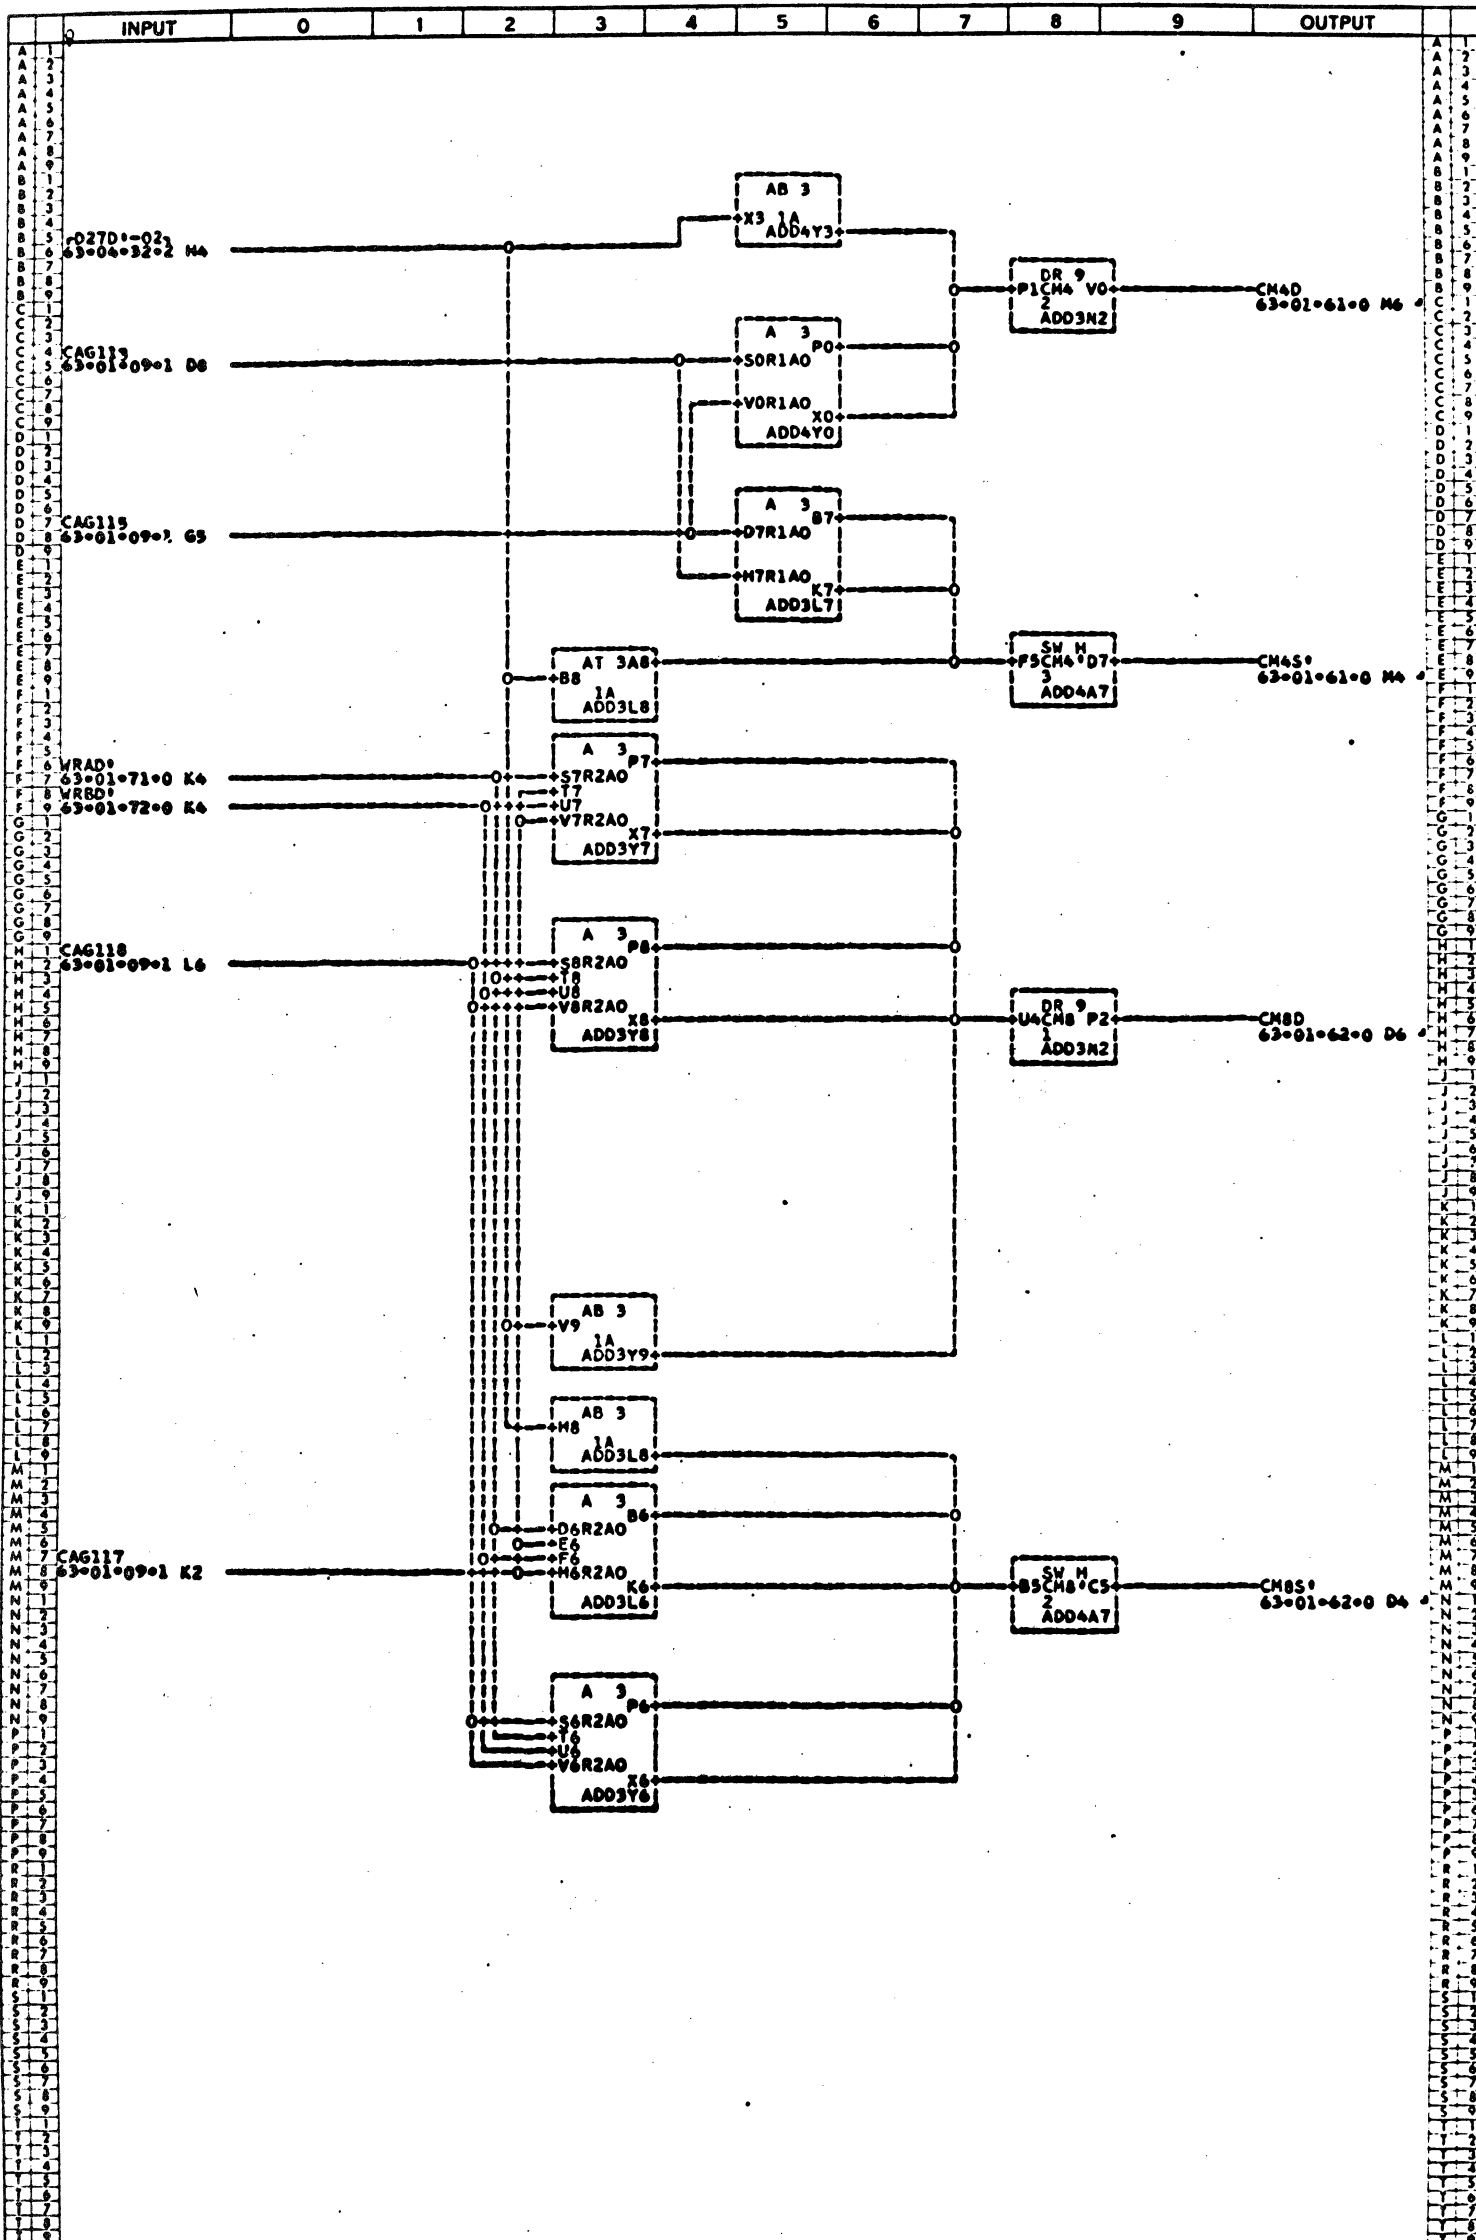 INPUT 0 1 2 3 4 5 6 7 8 9 OUTPUT
AB 3
X3 1A
ADD4Y3
63•04•32•2 H4
DR 9
P1CM4 V0
2
ADD3N2
CM4D
63•01•61•0 M6
A 3
P0
S0R1A0
V0R1A0
X0
ADD4Y0
63•01•09•1 D8
A 3
B7
D7R1A0
H7R1A0
K7
ADD3L7
CAG115
G5
AT 3A8
B8
1A
ADD3L8
SW H
F5CM4'D7
3
ADD4A7
CM4S'
63•01•61•0 M4
WRAD'
63•01•71•0 K4
WRBD'
63•01•72•0 K4
A 3
P7
S7R2A0
T7
U7
V7R2A0
X7
ADD3Y7
CAG118
63•01•09•1 L6
A 3
P8
S8R2A0
T8
U8
V8R2A0
X8
ADD3Y8
DR 9
U4CM8 P2
1
ADD3N2
CM8D
63•01•62•0 D6
AB 3
V9
1A
ADD3Y9
AB 3
H8
1A
ADD3L8
A 3
B6
D6R2A0
E6
F6
H6R2A0
K6
ADD3L6
CAG117
63•01•09•1 K2
SW H
B5CM8'C5
2
ADD4A7
CM8S'
63•01•62•0 D4
A 3
P6
S6R2A0
T6
U6
V6R2A0
X6
ADD3Y6